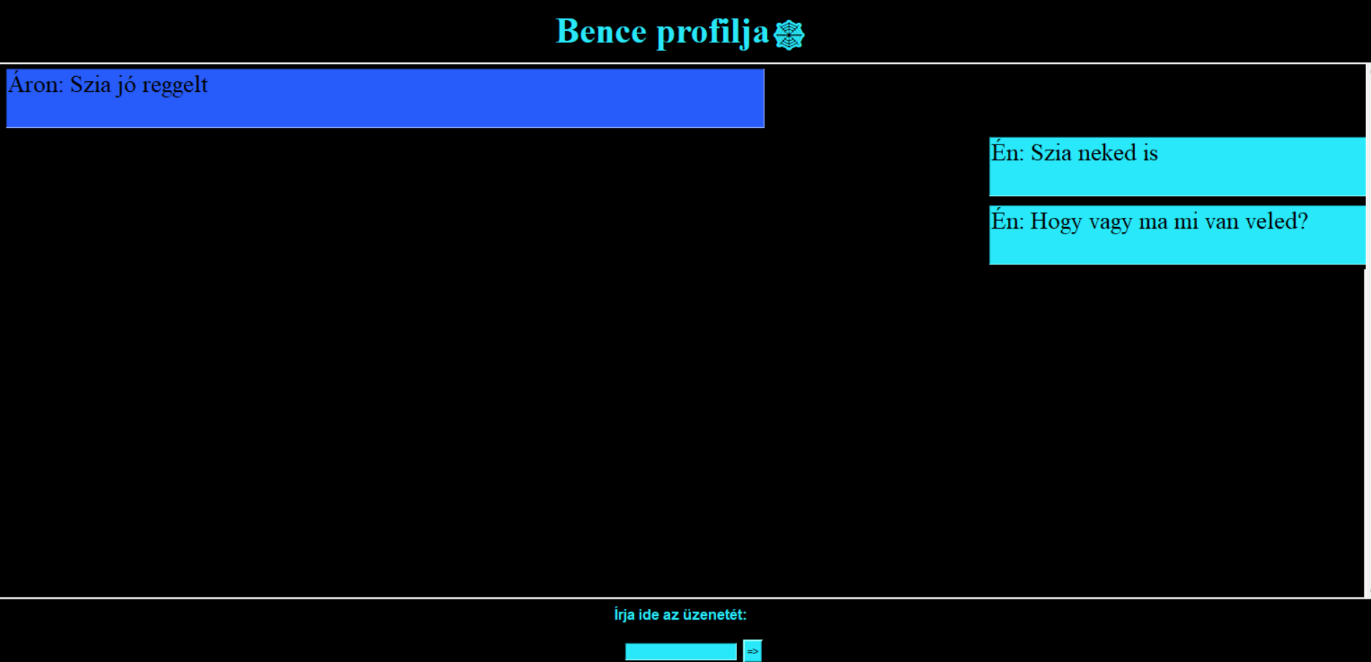 Bence profilja
Áron: Szia jó reggelt
Én: Szia neked is
Én: Hogy vagy ma mi van veled?
Írja ide az üzenetét:
=>